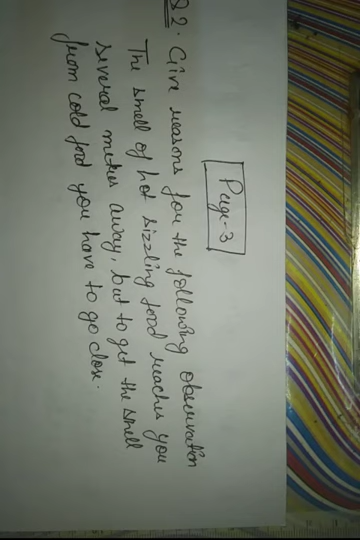 Page-3
Q2. Give reasons for the following observation
The smell of hot sizzling food reaches you
several metres away, but to get the smell
from cold food you have to go close.